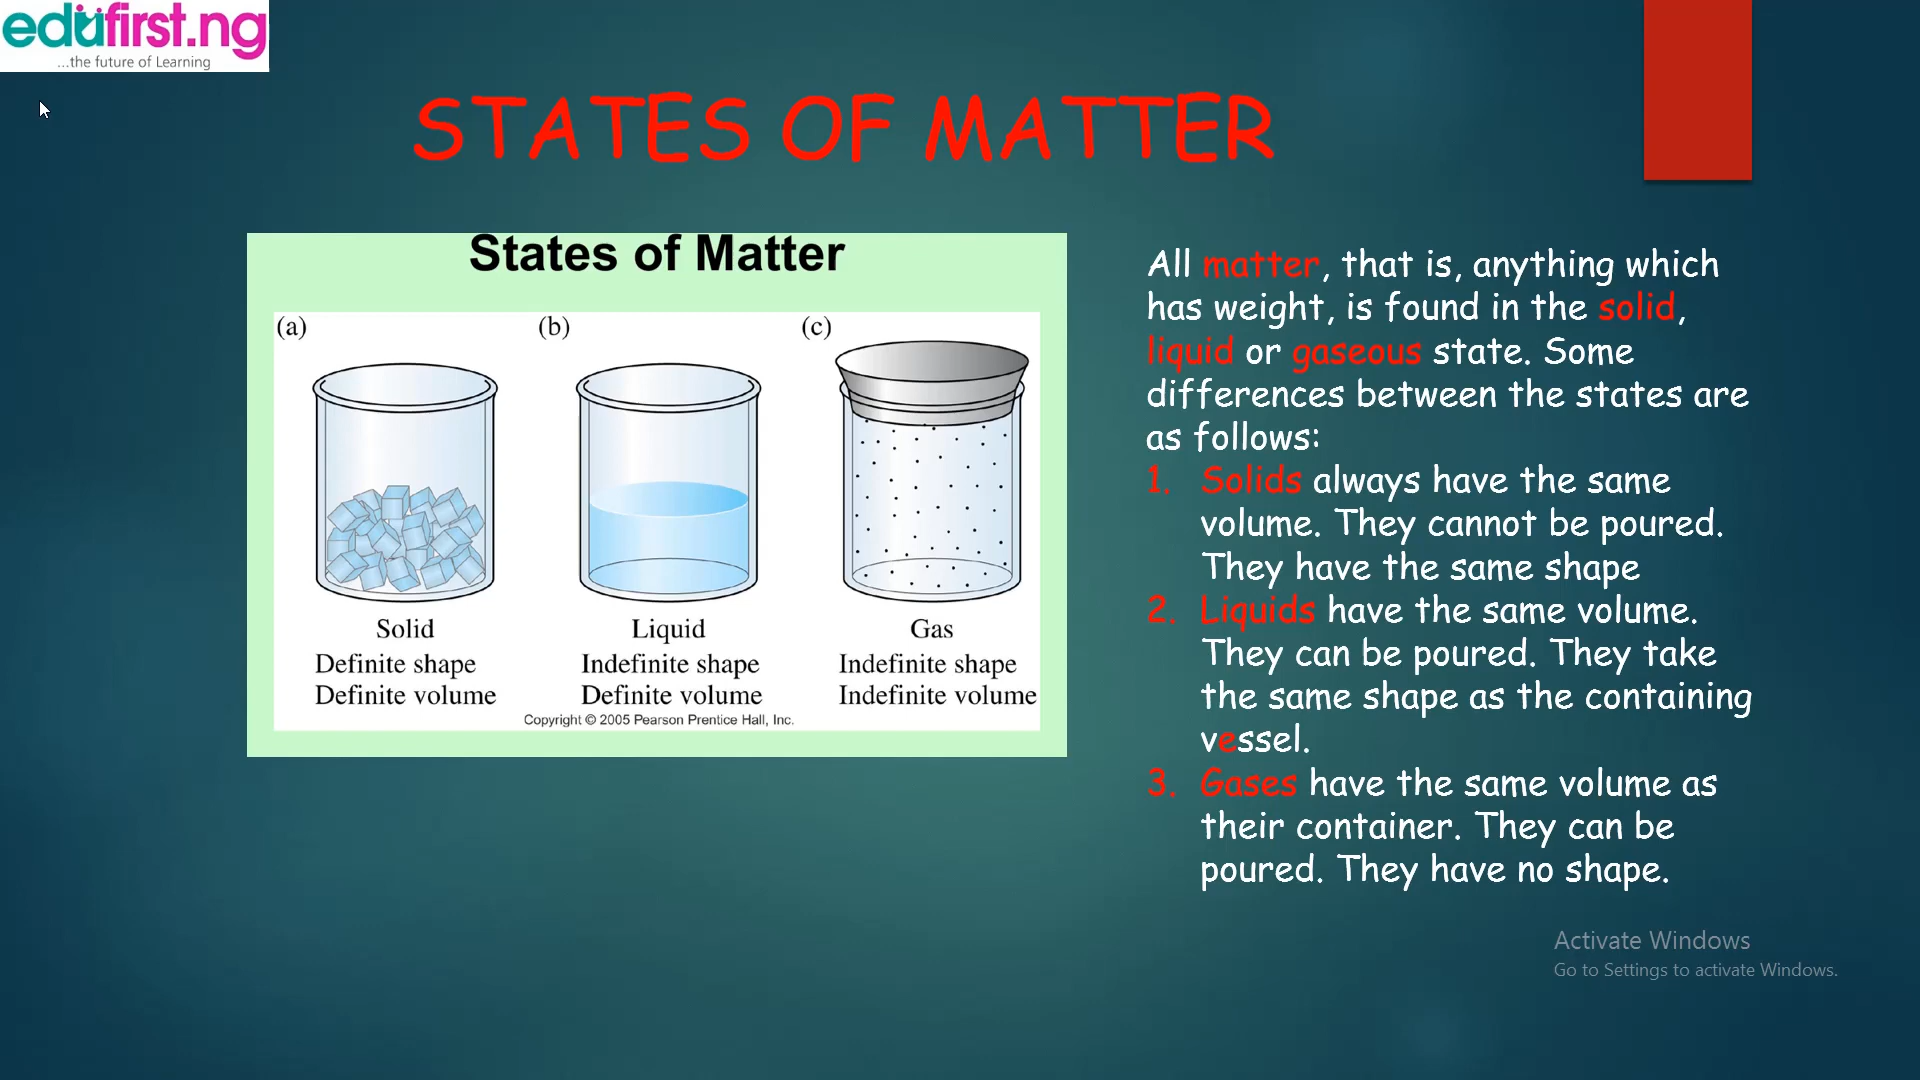 edufirst.ng
...the future of Learning
STATES OF MATTER
States of Matter
(a) (b) (c)
Solid Liquid Gas
Definite shape Indefinite shape Indefinite shape
Definite volume Definite volume Indefinite volume
Copyright © 2005 Pearson Prentice Hall, Inc.
All matter, that is, anything which
has weight, is found in the solid,
liquid or gaseous state. Some
differences between the states are
as follows:
1. Solids always have the same
volume. They cannot be poured.
They have the same shape
2. Liquids have the same volume.
They can be poured. They take
the same shape as the containing
vessel.
3. Gases have the same volume as
their container. They can be
poured. They have no shape.
Activate Windows
Go to Settings to activate Windows.